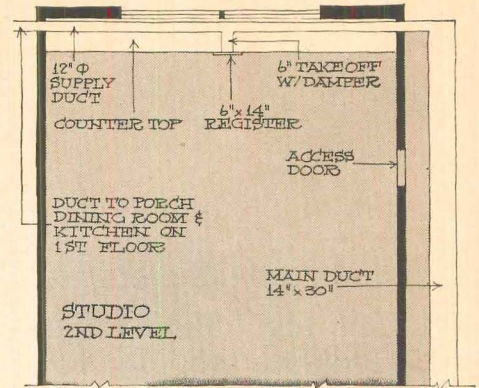 12" Φ
SUPPLY
DUCT
6" TAKE OFF
W/DAMPER
6" x 14"
REGISTER
COUNTER TOP
ACCESS
DOOR
DUCT TO PORCH
DINING ROOM &
KITCHEN ON
1ST FLOOR
MAIN DUCT
14" x 30"
STUDIO
2ND LEVEL